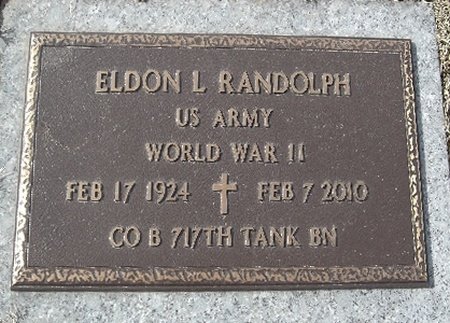 ELDON L RANDOLPH
US ARMY
WORLD WAR II
FEB 17 1924 FEB 7 2010
CO B 717TH TANK BN